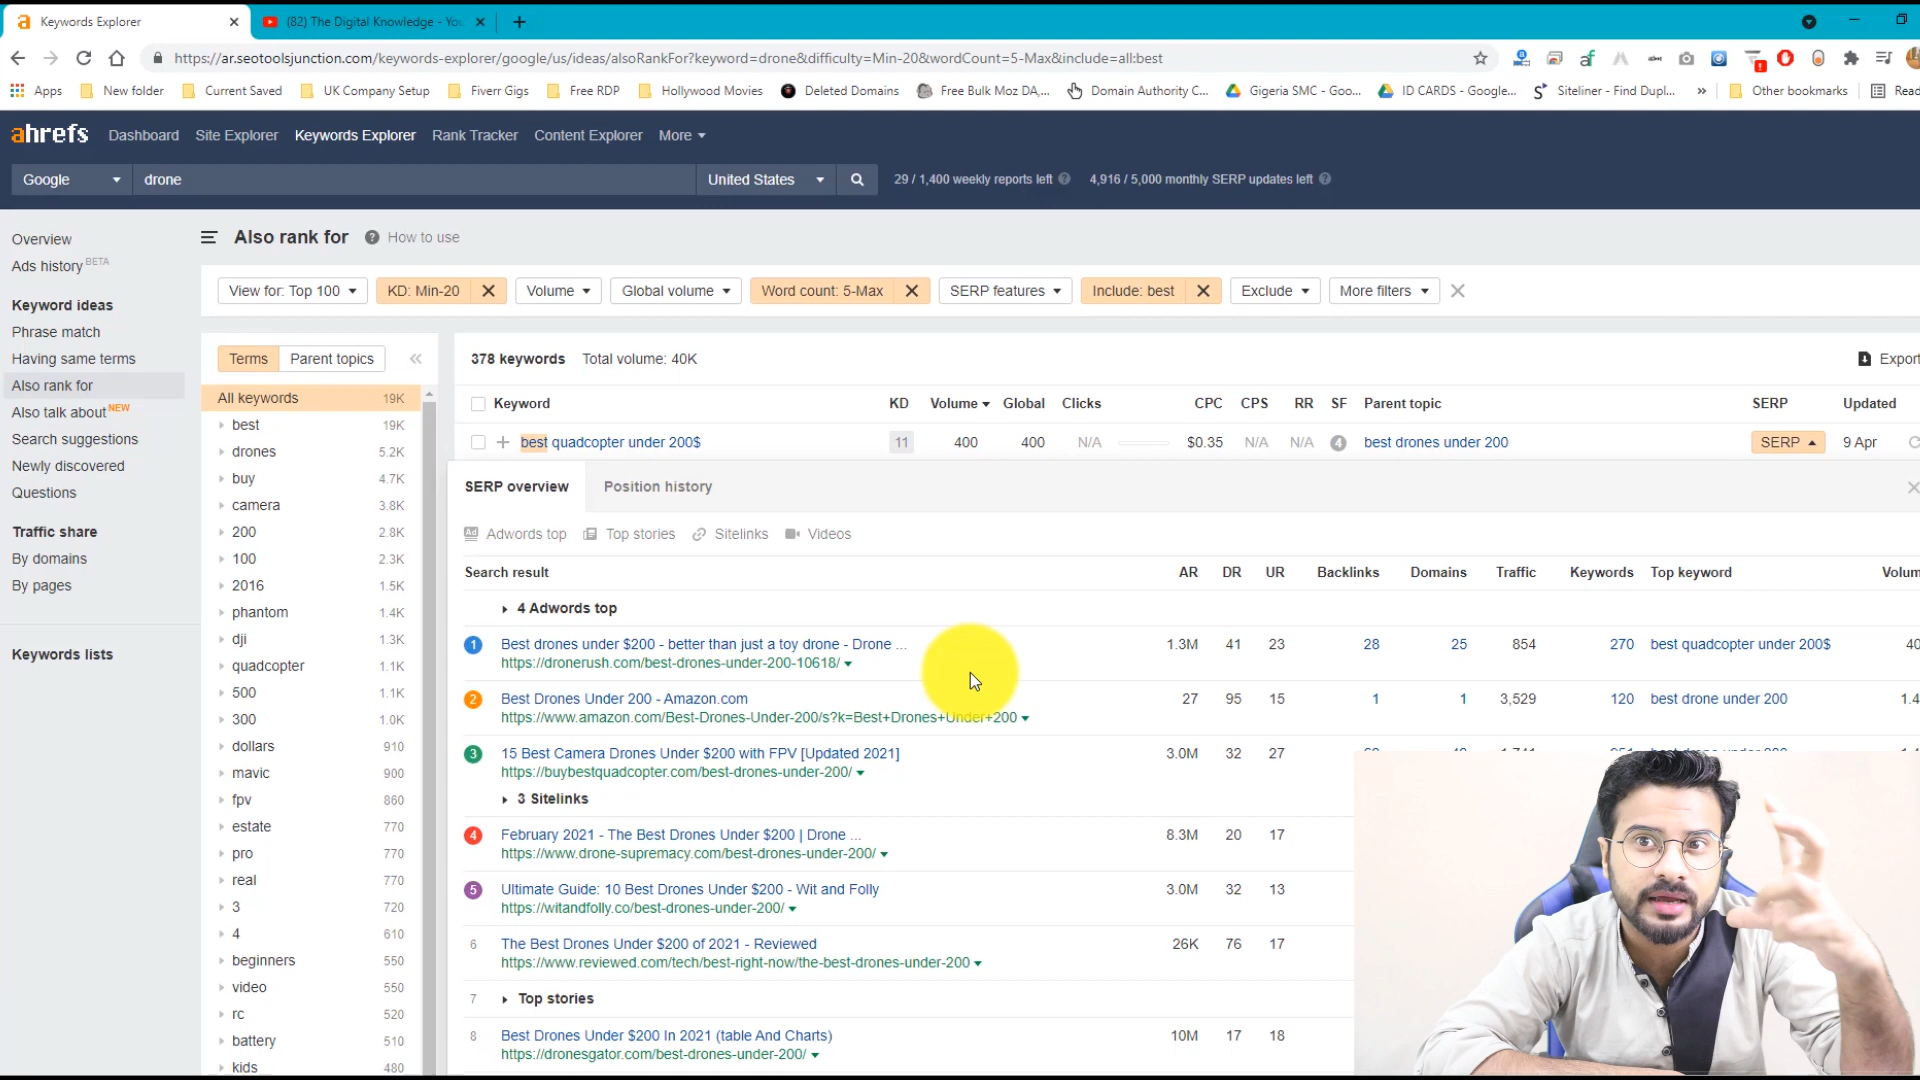 Keywords Explorer
(82) The Digital Knowledge - You
https://ar.seotoolsjunction.com/keywords-explorer/google/us/ideas/alsoRankFor?keyword=drone&difficulty=Min-20&wordCount=5-Max&include=all:best
Apps New folder Current Saved UK Company Setup Fiverr Gigs Free RDP Hollywood Movies Deleted Domains Free Bulk Moz DA,... Domain Authority C... Gigeria SMC - Goo... ID CARDS - Google... Siteliner - Find Dupl... » Other bookmarks Read
ahrefs Dashboard Site Explorer Keywords Explorer Rank Tracker Content Explorer More
Google drone United States 29 / 1,400 weekly reports left 4,916 / 5,000 monthly SERP updates left
Overview
Ads history BETA
Keyword ideas
Phrase match
Having same terms
Also rank for
Also talk about NEW
Search suggestions
Newly discovered
Questions
Traffic share
By domains
By pages
Keywords lists
Also rank for How to use
View for: Top 100 KD: Min-20 Volume Global volume Word count: 5-Max SERP features Include: best Exclude More filters
Terms Parent topics
All keywords 19K
best 19K
drones 5.2K
buy 4.7K
camera 3.8K
200 2.8K
100 2.3K
2016 1.5K
phantom 1.4K
dji 1.3K
quadcopter 1.1K
500 1.1K
300 1.0K
dollars 910
mavic 900
fpv 860
estate 770
pro 770
real 770
3 720
4 610
beginners 550
video 550
rc 520
battery 510
kids 480
378 keywords Total volume: 40K Export
Keyword KD Volume Global Clicks CPC CPS RR SF Parent topic SERP Updated
best quadcopter under 200$ 11 400 400 N/A $0.35 N/A N/A 4 best drones under 200 SERP 9 Apr
SERP overview Position history
Adwords top Top stories Sitelinks Videos
Search result AR DR UR Backlinks Domains Traffic Keywords Top keyword Volum
4 Adwords top
1 Best drones under $200 - better than just a toy drone - Drone ... 1.3M 41 23 28 25 854 270 best quadcopter under 200$ 40
https://dronerush.com/best-drones-under-200-10618/
2 Best Drones Under 200 - Amazon.com 27 95 15 1 1 3,529 120 best drone under 200 1.4
https://www.amazon.com/Best-Drones-Under-200/s?k=Best+Drones+Under+200
3 15 Best Camera Drones Under $200 with FPV [Updated 2021] 3.0M 32 27
https://buybestquadcopter.com/best-drones-under-200/
3 Sitelinks
4 February 2021 - The Best Drones Under $200 | Drone ... 8.3M 20 17
https://www.drone-supremacy.com/best-drones-under-200/
5 Ultimate Guide: 10 Best Drones Under $200 - Wit and Folly 3.0M 32 13
https://witandfolly.co/best-drones-under-200/
6 The Best Drones Under $200 of 2021 - Reviewed 26K 76 17
https://www.reviewed.com/tech/best-right-now/the-best-drones-under-200
7 Top stories
8 Best Drones Under $200 In 2021 (table And Charts) 10M 17 18
https://dronesgator.com/best-drones-under-200/